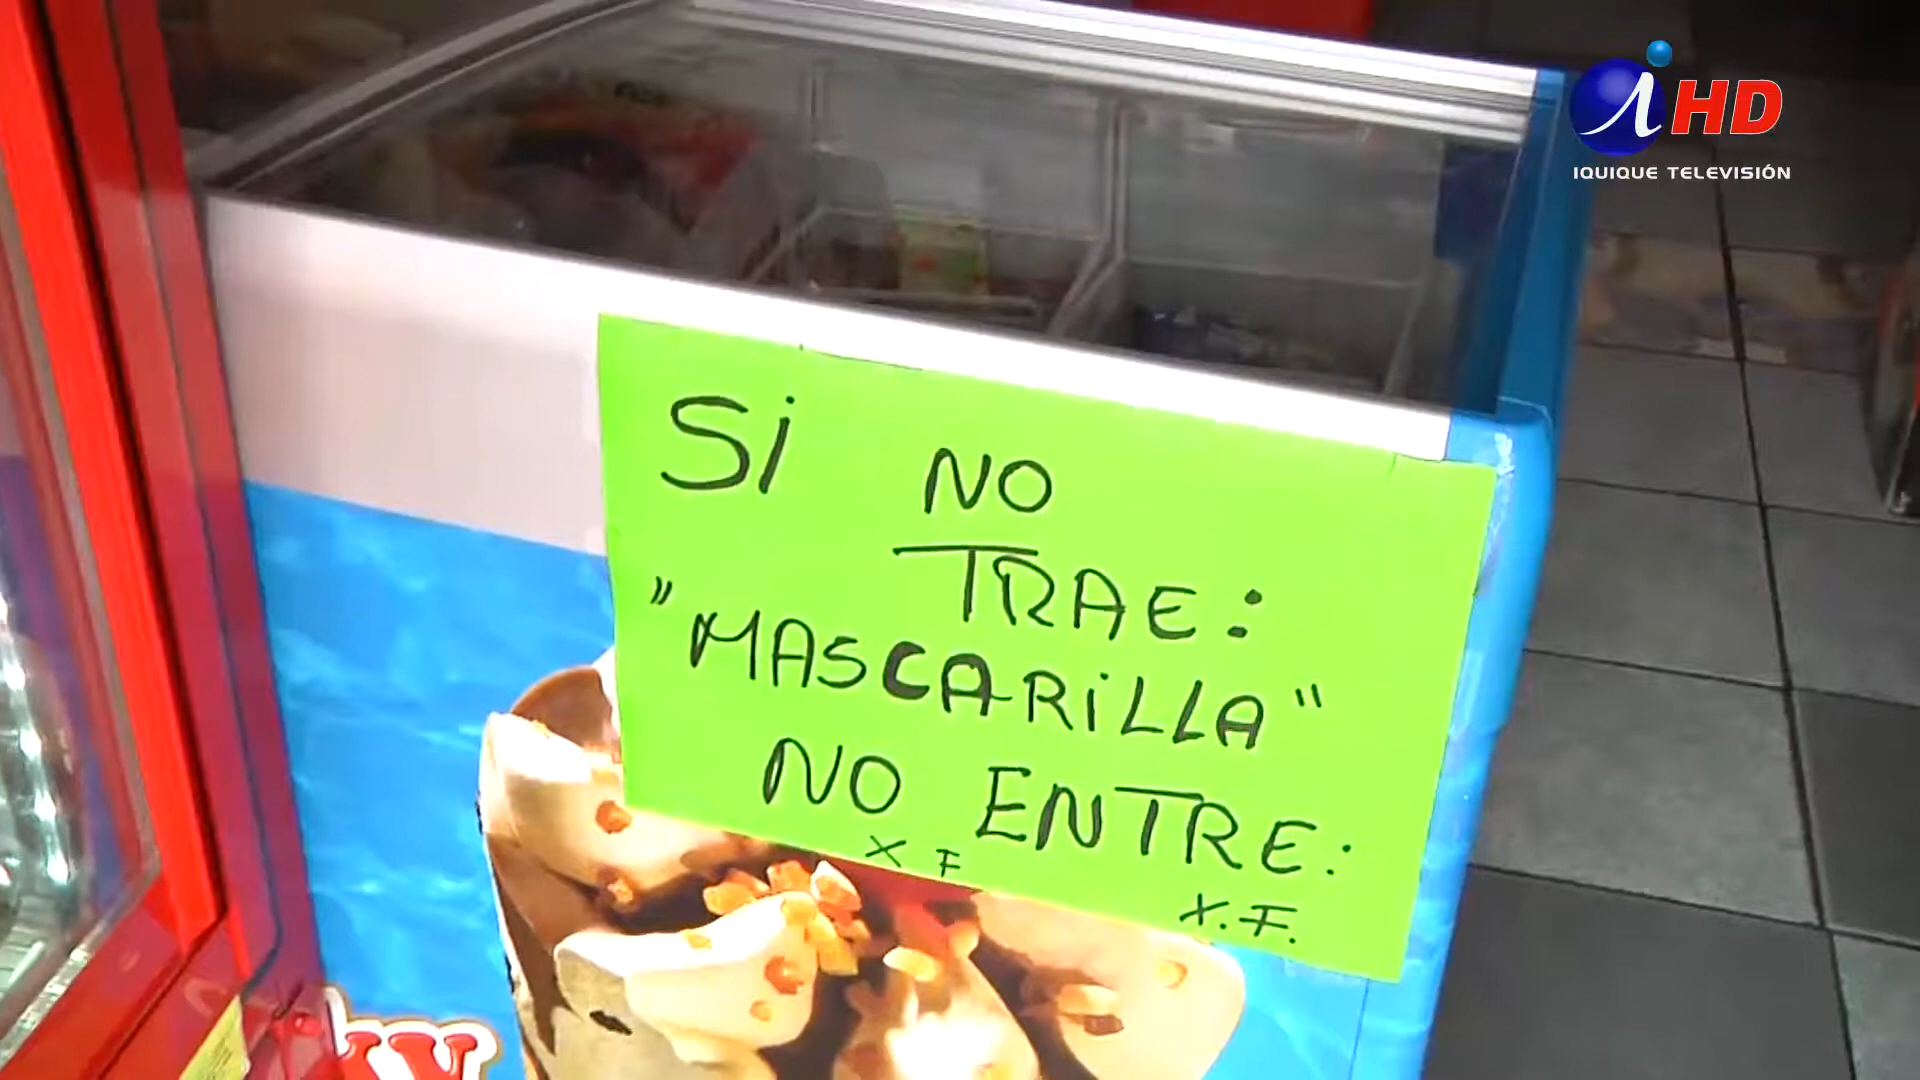 iHD
IQUIQUE TELEVISIÓN
Si NO
TRAE:
"MASCARiLLA"
NO ENTRE:
X F
X.F.